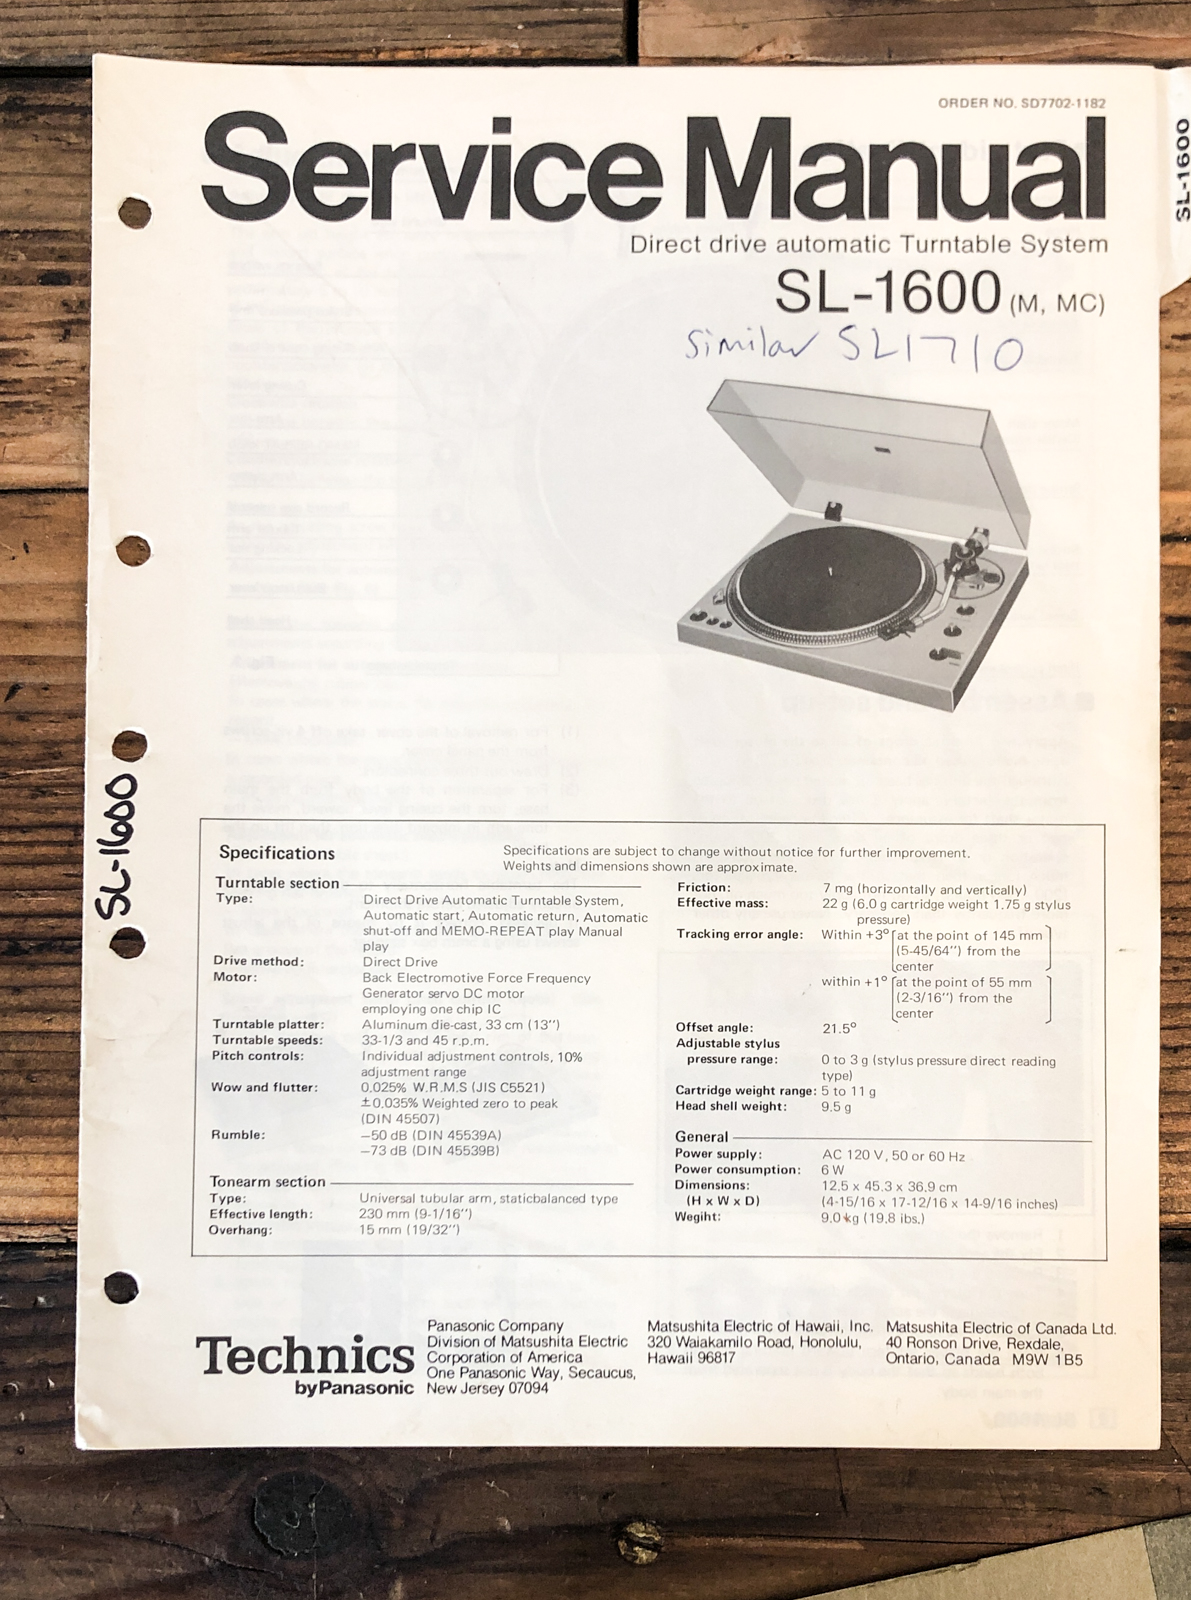 ORDER NO. SD7702-1182
Service Manual
Direct drive automatic Turntable System
SL-1600 (M, MC)
Similar SL1710
SL-1600
SL-1600
Specifications
Specifications are subject to change without notice for further improvement.
Weights and dimensions shown are approximate.
Turntable section
Type: Direct Drive Automatic Turntable System,
Automatic start, Automatic return, Automatic
shut-off and MEMO-REPEAT play Manual
play
Drive method: Direct Drive
Motor: Back Electromotive Force Frequency
Generator servo DC motor
employing one chip IC
Turntable platter: Aluminum die-cast, 33 cm (13'')
Turntable speeds: 33-1/3 and 45 r.p.m.
Pitch controls: Individual adjustment controls, 10%
adjustment range
Wow and flutter: 0.025% W.R.M.S (JIS C5521)
±0.035% Weighted zero to peak
(DIN 45507)
Rumble: −50 dB (DIN 45539A)
−73 dB (DIN 45539B)
Tonearm section
Type: Universal tubular arm, staticbalanced type
Effective length: 230 mm (9-1/16'')
Overhang: 15 mm (19/32'')
Friction: 7 mg (horizontally and vertically)
Effective mass: 22 g (6.0 g cartridge weight 1.75 g stylus
pressure)
Tracking error angle: Within +3° [at the point of 145 mm
(5-45/64'') from the
center]
within +1° [at the point of 55 mm
(2-3/16'') from the
center]
Offset angle: 21.5°
Adjustable stylus
pressure range: 0 to 3 g (stylus pressure direct reading
type)
Cartridge weight range: 5 to 11 g
Head shell weight: 9.5 g
General
Power supply: AC 120 V, 50 or 60 Hz
Power consumption: 6 W
Dimensions: 12.5 x 45.3 x 36.9 cm
(H x W x D) (4-15/16 x 17-12/16 x 14-9/16 inches)
Wegiht: 9.0 kg (19.8 ibs.)
Technics
by Panasonic
Panasonic Company
Division of Matsushita Electric
Corporation of America
One Panasonic Way, Secaucus,
New Jersey 07094
Matsushita Electric of Hawaii, Inc.
320 Waiakamilo Road, Honolulu,
Hawaii 96817
Matsushita Electric of Canada Ltd.
40 Ronson Drive, Rexdale,
Ontario, Canada M9W 1B5